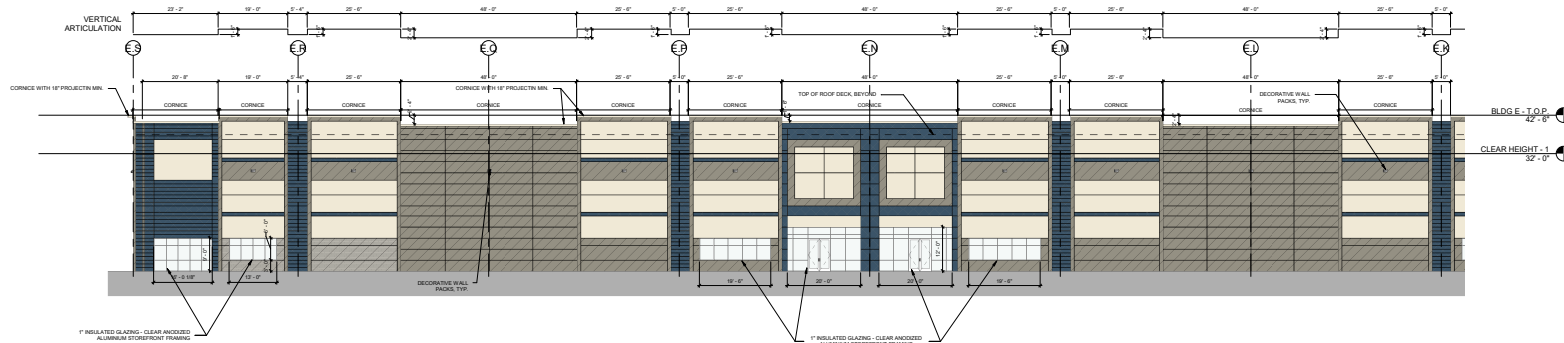 23' - 2" 19' - 0" 5' - 4" 25' - 6" 48' - 0" 25' - 6" 5' - 0" 25' - 6" 48' - 0" 25' - 6" 5' - 0" 25' - 6" 48' - 0" 25' - 6" 5' - 0"
VERTICAL
ARTICULATION
E.S E.R E.Q E.P E.N E.M E.L E.K
20' - 8" 19' - 0" 5' - 4" 25' - 6" 48' - 0" 25' - 6" 5' - 0" 25' - 6" 48' - 0" 25' - 6" 5' - 0" 25' - 6" 48' - 0" 25' - 6" 5' - 0"
CORNICE WITH 18" PROJECTIN MIN.
CORNICE WITH 18" PROJECTIN MIN.
TOP OF ROOF DECK, BEYOND
DECORATIVE WALL
PACKS, TYP.
CORNICE CORNICE CORNICE CORNICE CORNICE CORNICE CORNICE CORNICE CORNICE CORNICE CORNICE
BLDG E - T.O.P.
42' - 6"
CLEAR HEIGHT - 1
32' - 0"
9' - 0"
12' - 0"
13' - 0"
19' - 6" 20' - 0" 20' - 0" 19' - 6"
DECORATIVE WALL
PACKS, TYP.
1" INSULATED GLAZING - CLEAR ANODIZED
ALUMINIUM STOREFRONT FRAMING
1" INSULATED GLAZING - CLEAR ANODIZED